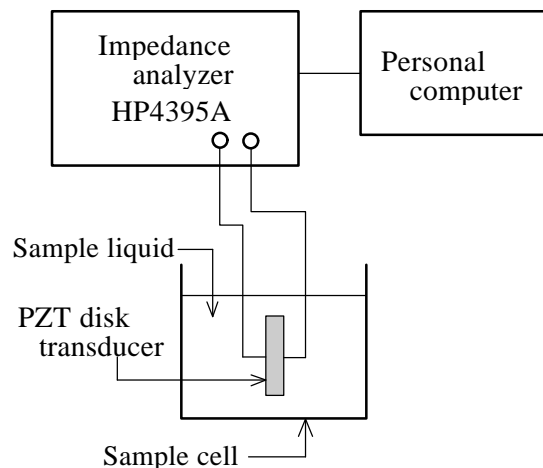 Impedance
analyzer
HP4395A
Personal
computer
Sample liquid
PZT disk
transducer
Sample cell